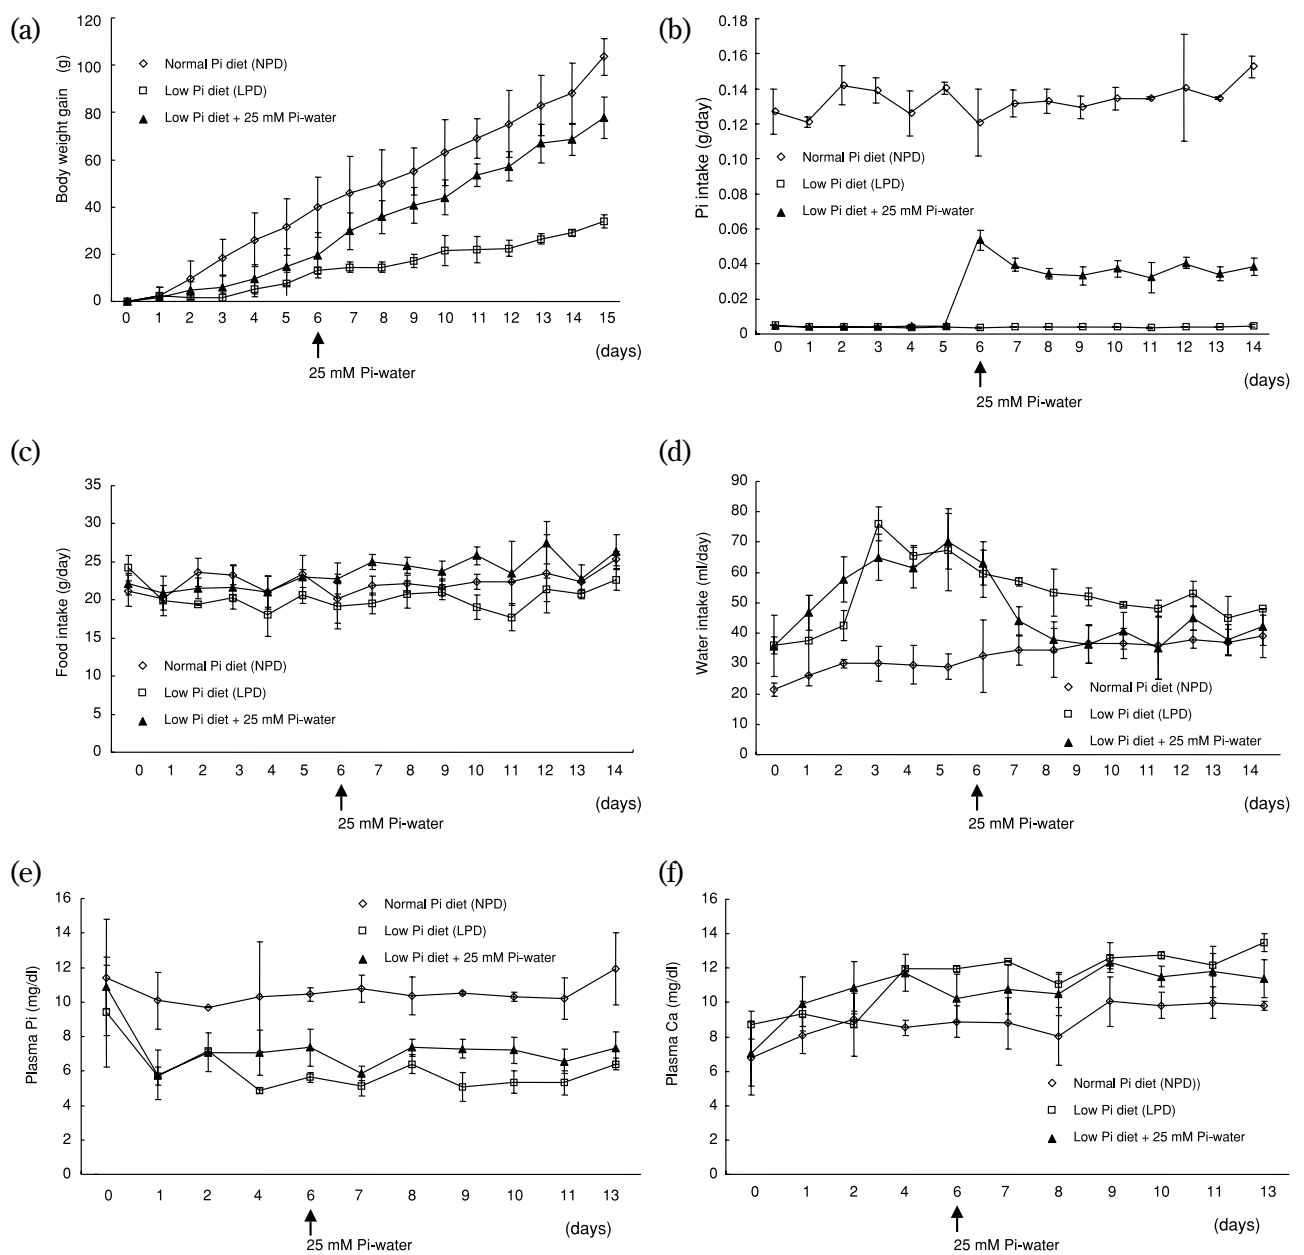 (a)
Body weight gain (g)
120
100
80
60
40
20
0
Normal Pi diet (NPD)
Low Pi diet (LPD)
Low Pi diet + 25 mM Pi-water
0 1 2 3 4 5 6 7 8 9 10 11 12 13 14 15
(days)
25 mM Pi-water
(b)
Pi intake (g/day)
0.18
0.16
0.14
0.12
0.10
0.08
0.06
0.04
0.02
0
Normal Pi diet (NPD)
Low Pi diet (LPD)
Low Pi diet + 25 mM Pi-water
0 1 2 3 4 5 6 7 8 9 10 11 12 13 14
(days)
25 mM Pi-water
(c)
Food intake (g/day)
35
30
25
20
15
10
5
0
Normal Pi diet (NPD)
Low Pi diet (LPD)
Low Pi diet + 25 mM Pi-water
0 1 2 3 4 5 6 7 8 9 10 11 12 13 14
(days)
25 mM Pi-water
(d)
Water intake (ml/day)
90
80
70
60
50
40
30
20
10
0
Normal Pi diet (NPD)
Low Pi diet (LPD)
Low Pi diet + 25 mM Pi-water
0 1 2 3 4 5 6 7 8 9 10 11 12 13 14
(days)
25 mM Pi-water
(e)
Plasma Pi (mg/dl)
16
14
12
10
8
6
4
2
0
Normal Pi diet (NPD)
Low Pi diet (LPD)
Low Pi diet + 25 mM Pi-water
0 1 2 4 6 7 8 9 10 11 13
(days)
25 mM Pi-water
(f)
Plasma Ca (mg/dl)
16
14
12
10
8
6
4
2
0
Normal Pi diet (NPD))
Low Pi diet (LPD)
Low Pi diet + 25 mM Pi-water
0 1 2 4 6 7 8 9 10 11 13
(days)
25 mM Pi-water